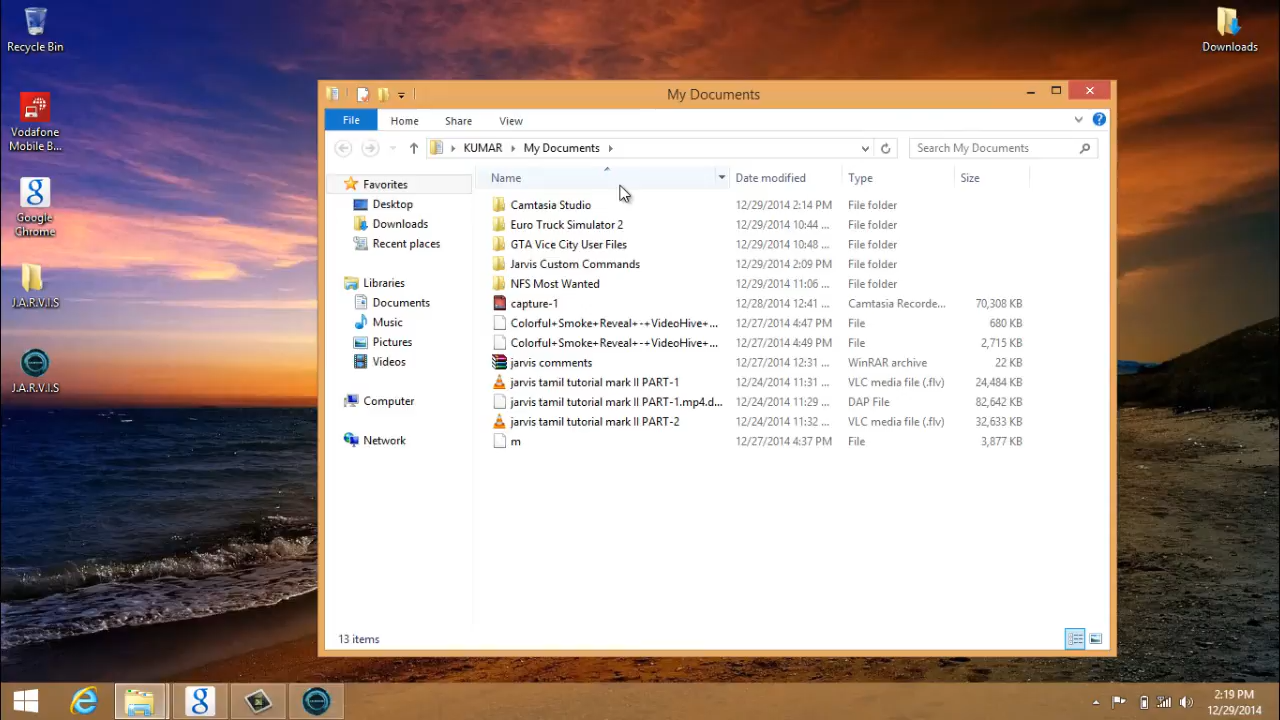 Recycle Bin
Vodafone
Mobile B...
Google
Chrome
J.A.R.V.I.S
J.A.R.V.I.S
Downloads
My Documents
File Home Share View
KUMAR My Documents
Search My Documents
Favorites
Desktop
Downloads
Recent places
Libraries
Documents
Music
Pictures
Videos
Computer
Network
Name Date modified Type Size
Camtasia Studio 12/29/2014 2:14 PM File folder
Euro Truck Simulator 2 12/29/2014 10:44 ... File folder
GTA Vice City User Files 12/29/2014 10:48 ... File folder
Jarvis Custom Commands 12/29/2014 2:09 PM File folder
NFS Most Wanted 12/29/2014 11:06 ... File folder
capture-1 12/28/2014 12:41 ... Camtasia Recorde... 70,308 KB
Colorful+Smoke+Reveal+-+VideoHive+... 12/27/2014 4:47 PM File 680 KB
Colorful+Smoke+Reveal+-+VideoHive+... 12/27/2014 4:49 PM File 2,715 KB
jarvis comments 12/27/2014 12:31 ... WinRAR archive 22 KB
jarvis tamil tutorial mark II PART-1 12/24/2014 11:31 ... VLC media file (.flv) 24,484 KB
jarvis tamil tutorial mark II PART-1.mp4.d... 12/24/2014 11:29 ... DAP File 82,642 KB
jarvis tamil tutorial mark II PART-2 12/24/2014 11:32 ... VLC media file (.flv) 32,633 KB
m 12/27/2014 4:37 PM File 3,877 KB
13 items
2:19 PM
12/29/2014